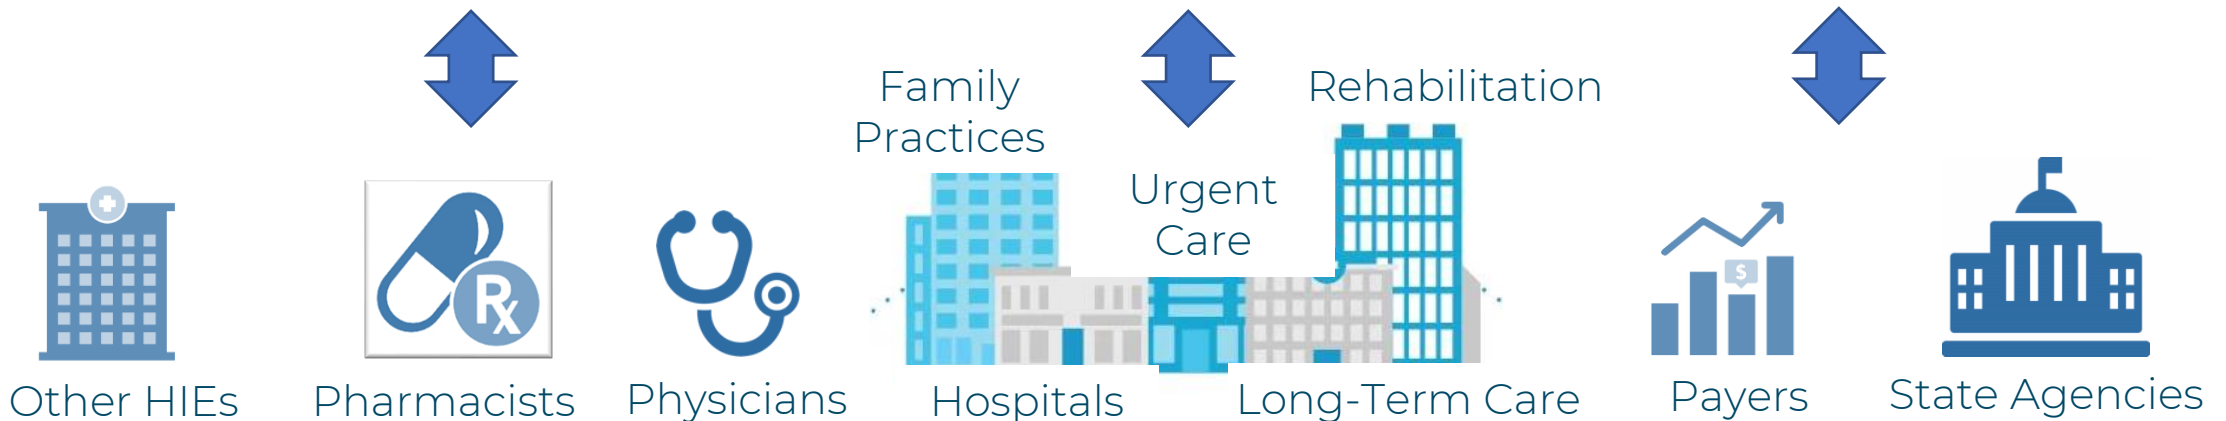 Family
Practices
Rehabilitation
Urgent
Care
Rx
$
Other HIEs
Pharmacists
Physicians
Hospitals
Long-Term Care
Payers
State Agencies